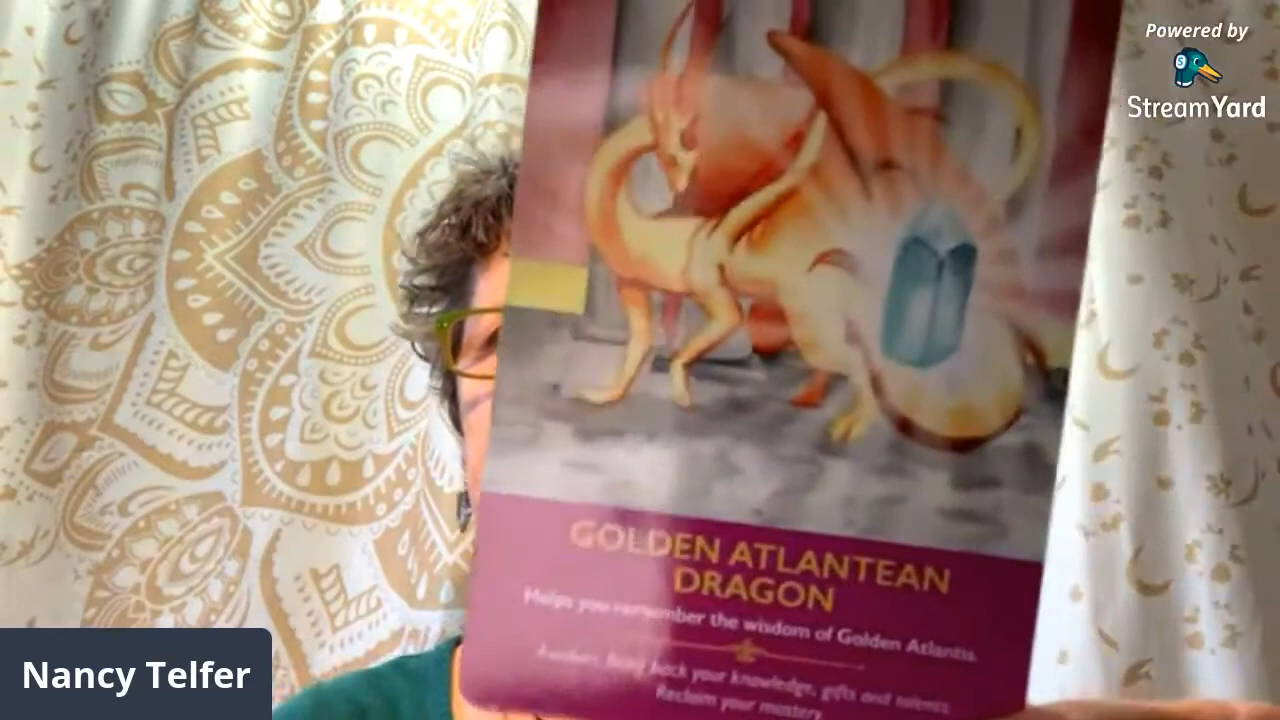 Powered by
StreamYard
GOLDEN ATLANTEAN
DRAGON
Helps you remember the wisdom of Golden Atlantis.
Awaken. Bring back your knowledge, gifts and talents.
Reclaim your mastery.
Nancy Telfer